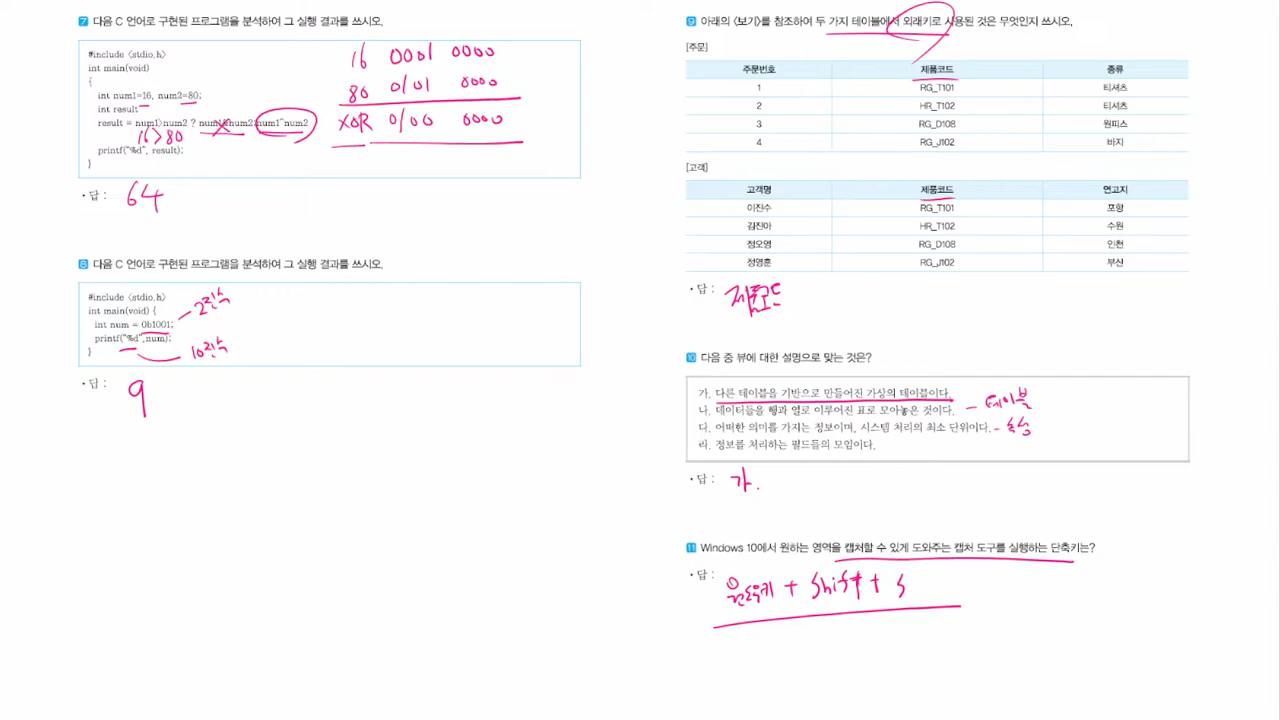 7 다음 C 언어로 구현된 프로그램을 분석하여 그 실행 결과를 쓰시오.
#include <stdio.h>
int main(void)
{
int num1=16, num2=80;
int result
result = num1>num2 ? num1&num2:num1^num2
16>80
printf("%d", result);
}
16 0001 0000
80 0101 0000
XOR 0100 0000
• 답 : 64
8 다음 C 언어로 구현된 프로그램을 분석하여 그 실행 결과를 쓰시오.
#include <stdio.h>
int main(void) {
int num = 0b1001; - 2진수
printf("%d",num); 10진수
}
• 답 : 9
9 아래의 <보기>를 참조하여 두 가지 테이블에서 외래키로 사용된 것은 무엇인지 쓰시오.
[주문]
주문번호 제품코드 종류
1 RG_T101 티셔츠
2 HR_T102 티셔츠
3 RG_D108 원피스
4 RG_J102 바지
[고객]
고객명 제품코드 연고지
이진수 RG_T101 포항
김진아 HR_T102 수원
정오영 RG_D108 인천
정영훈 RG_J102 부산
• 답 : 제품코드
10 다음 중 뷰에 대한 설명으로 맞는 것은?
가. 다른 테이블을 기반으로 만들어진 가상의 테이블이다.
나. 데이터들을 행과 열로 이루어진 표로 모아놓은 것이다. - 테이블
디. 어떠한 의미를 가지는 정보이며, 시스템 처리의 최소 단위이다. - 속성
리. 정보를 처리하는 필드들의 모임이다.
• 답 : 가.
11 Windows 10에서 원하는 영역을 캡처할 수 있게 도와주는 캡처 도구를 실행하는 단축키는?
• 답 : 윈도우키 + Shift + S